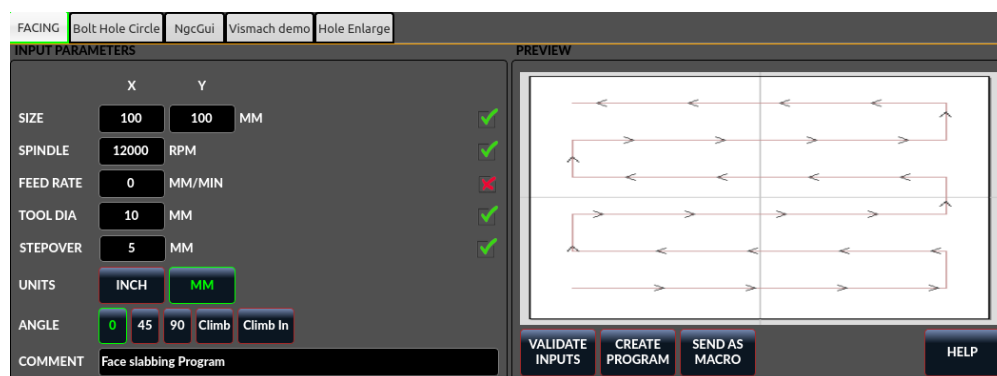 FACING Bolt Hole Circle NgcGui Vismach demo Hole Enlarge
INPUT PARAMETERS
X Y
SIZE 100 100 MM
SPINDLE 12000 RPM
FEED RATE 0 MM/MIN
TOOL DIA 10 MM
STEPOVER 5 MM
UNITS INCH MM
ANGLE 0 45 90 Climb Climb In
COMMENT Face slabbing Program
PREVIEW
VALIDATE INPUTS
CREATE PROGRAM
SEND AS MACRO
HELP